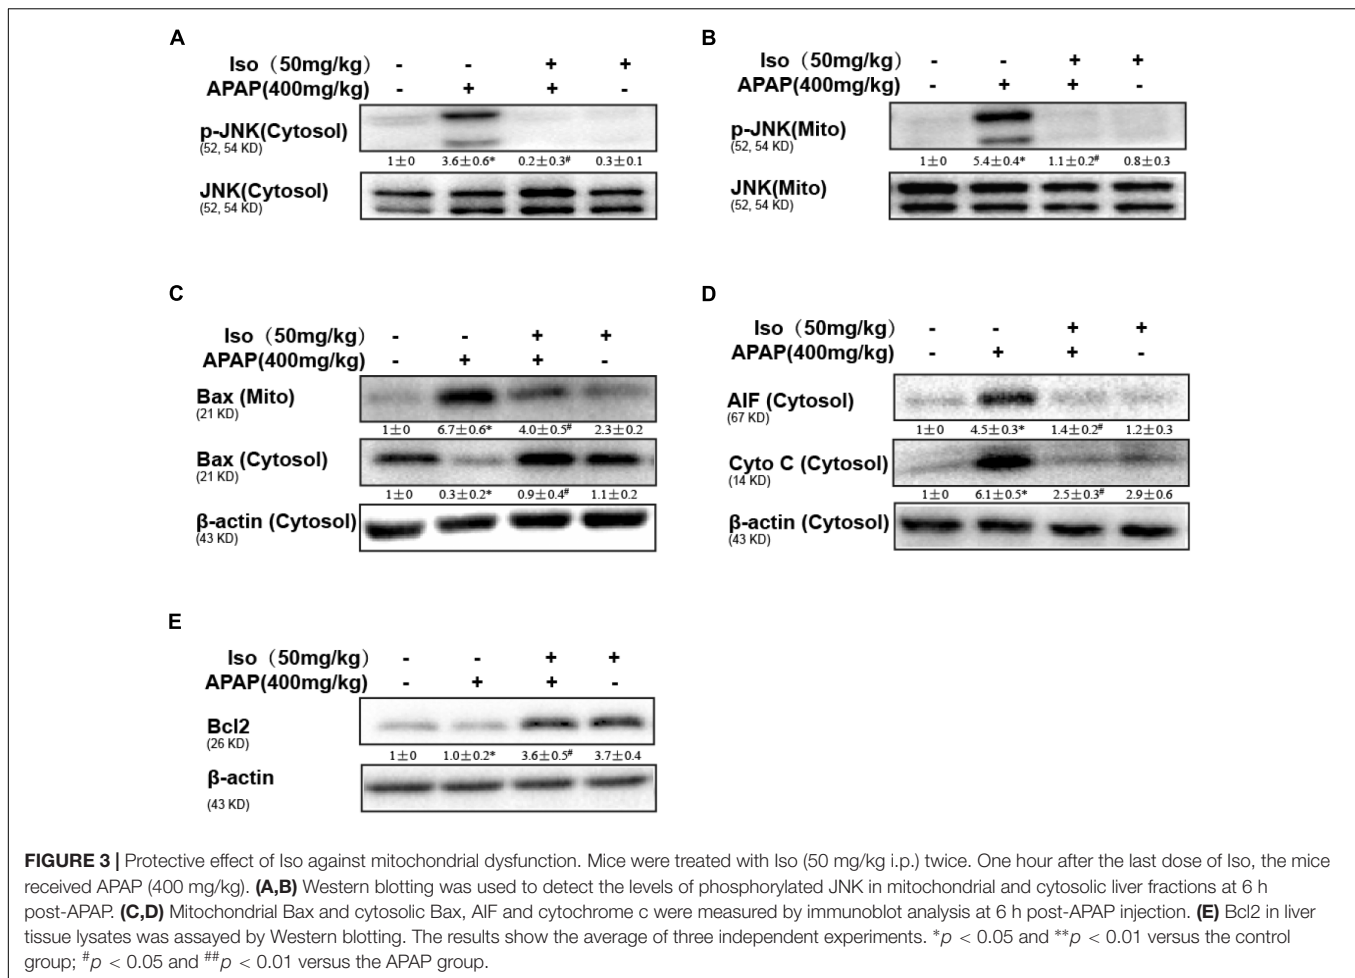 A
Iso（50mg/kg) - - + +
APAP(400mg/kg) - + + -
p-JNK(Cytosol)
(52, 54 KD)
1±0 3.6±0.6* 0.2±0.3# 0.3±0.1
JNK(Cytosol)
(52, 54 KD)
B
Iso（50mg/kg) - - + +
APAP(400mg/kg) - + + -
p-JNK(Mito)
(52, 54 KD)
1±0 5.4±0.4* 1.1±0.2# 0.8±0.3
JNK(Mito)
(52, 54 KD)
C
Iso（50mg/kg) - - + +
APAP(400mg/kg) - + + -
Bax (Mito)
(21 KD)
1±0 6.7±0.6* 4.0±0.5# 2.3±0.2
Bax (Cytosol)
(21 KD)
1±0 0.3±0.2* 0.9±0.4# 1.1±0.2
β-actin (Cytosol)
(43 KD)
D
Iso（50mg/kg) - - + +
APAP(400mg/kg) - + + -
AIF (Cytosol)
(67 KD)
1±0 4.5±0.3* 1.4±0.2# 1.2±0.3
Cyto C (Cytosol)
(14 KD)
1±0 6.1±0.5* 2.5±0.3# 2.9±0.6
β-actin (Cytosol)
(43 KD)
E
Iso（50mg/kg) - - + +
APAP(400mg/kg) - + + -
Bcl2
(26 KD)
1±0 1.0±0.2* 3.6±0.5# 3.7±0.4
β-actin
(43 KD)
FIGURE 3 | Protective effect of Iso against mitochondrial dysfunction. Mice were treated with Iso (50 mg/kg i.p.) twice. One hour after the last dose of Iso, the mice
received APAP (400 mg/kg). (A,B) Western blotting was used to detect the levels of phosphorylated JNK in mitochondrial and cytosolic liver fractions at 6 h
post-APAP. (C,D) Mitochondrial Bax and cytosolic Bax, AIF and cytochrome c were measured by immunoblot analysis at 6 h post-APAP injection. (E) Bcl2 in liver
tissue lysates was assayed by Western blotting. The results show the average of three independent experiments. *p < 0.05 and **p < 0.01 versus the control
group; #p < 0.05 and ##p < 0.01 versus the APAP group.